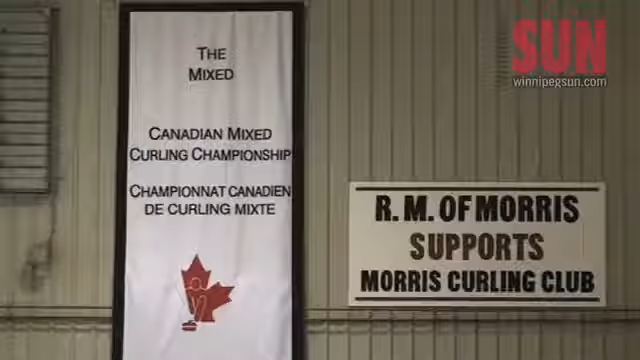 THE
MIXED
CANADIAN MIXED
CURLING CHAMPIONSHIP
CHAMPIONNAT CANADIEN
DE CURLING MIXTE
WINNIPEG SUN
winnipegsun.com
R. M. OF MORRIS
SUPPORTS
MORRIS CURLING CLUB